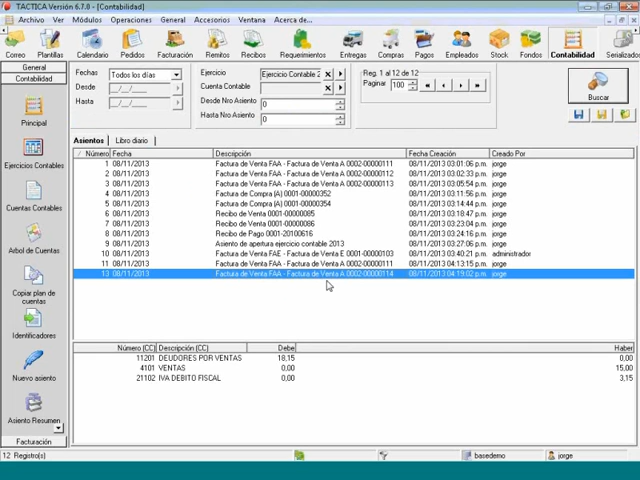 TACTICA Versión 6.7.0 - [Contabilidad]
Archivo Ver Módulos Operaciones General Accesorios Ventana Acerca de...
Correo Plantillas Calendario Pedidos Facturación Remitos Recibos Requerimientos Entregas Compras Pagos Empleados Stock Fondos Contabilidad Serializados
General
Contabilidad
Principal
Ejercicios Contables
Cuentas Contables
Arbol de Cuentas
Copiar plan de cuentas
Identificadores
Nuevo asiento
Asiento Resumen
Facturación
Fechas Todos los días
Desde __/__/____
Hasta __/__/____
Ejercicio Ejercicio Contable 2
Cuenta Contable
Desde Nro Asiento 0
Hasta Nro Asiento 0
Reg. 1 al 12 de 12
Paginar 100
Buscar
Asientos Libro diario
Número Fecha Descripción Fecha Creación Creado Por
1 08/11/2013 Factura de Venta FAA - Factura de Venta A 0002-00000111 08/11/2013 03:01:06 p.m. jorge
2 08/11/2013 Factura de Venta FAA - Factura de Venta A 0002-00000112 08/11/2013 03:02:33 p.m. jorge
3 08/11/2013 Factura de Venta FAA - Factura de Venta A 0002-00000113 08/11/2013 03:05:54 p.m. jorge
4 08/11/2013 Factura de Compra (A) 0001-00000352 08/11/2013 03:11:56 p.m. jorge
5 08/11/2013 Factura de Compra (A) 0001-00000354 08/11/2013 03:14:44 p.m. jorge
6 08/11/2013 Recibo de Venta 0001-00000085 08/11/2013 03:18:47 p.m. jorge
7 08/11/2013 Recibo de Venta 0001-00000086 08/11/2013 03:23:08 p.m. jorge
8 08/11/2013 Recibo de Pago 0001-20100616 08/11/2013 03:24:16 p.m. jorge
9 08/11/2013 Asiento de apertura ejercicio contable 2013 08/11/2013 03:27:06 p.m. jorge
10 08/11/2013 Factura de Venta FAE - Factura de Venta E 0001-00000103 08/11/2013 03:40:21 p.m. administrador
11 08/11/2013 Factura de Venta FAA - Factura de Venta A 0002-00000111 08/11/2013 04:13:15 p.m. jorge
13 08/11/2013 Factura de Venta FAA - Factura de Venta A 0002-00000114 08/11/2013 04:19:02 p.m. jorge
Número (CC) Descripción (CC) Debe Haber
11201 DEUDORES POR VENTAS 18,15 0,00
4101 VENTAS 0,00 15,00
21102 IVA DEBITO FISCAL 0,00 3,15
12 Registro(s) basedemo jorge